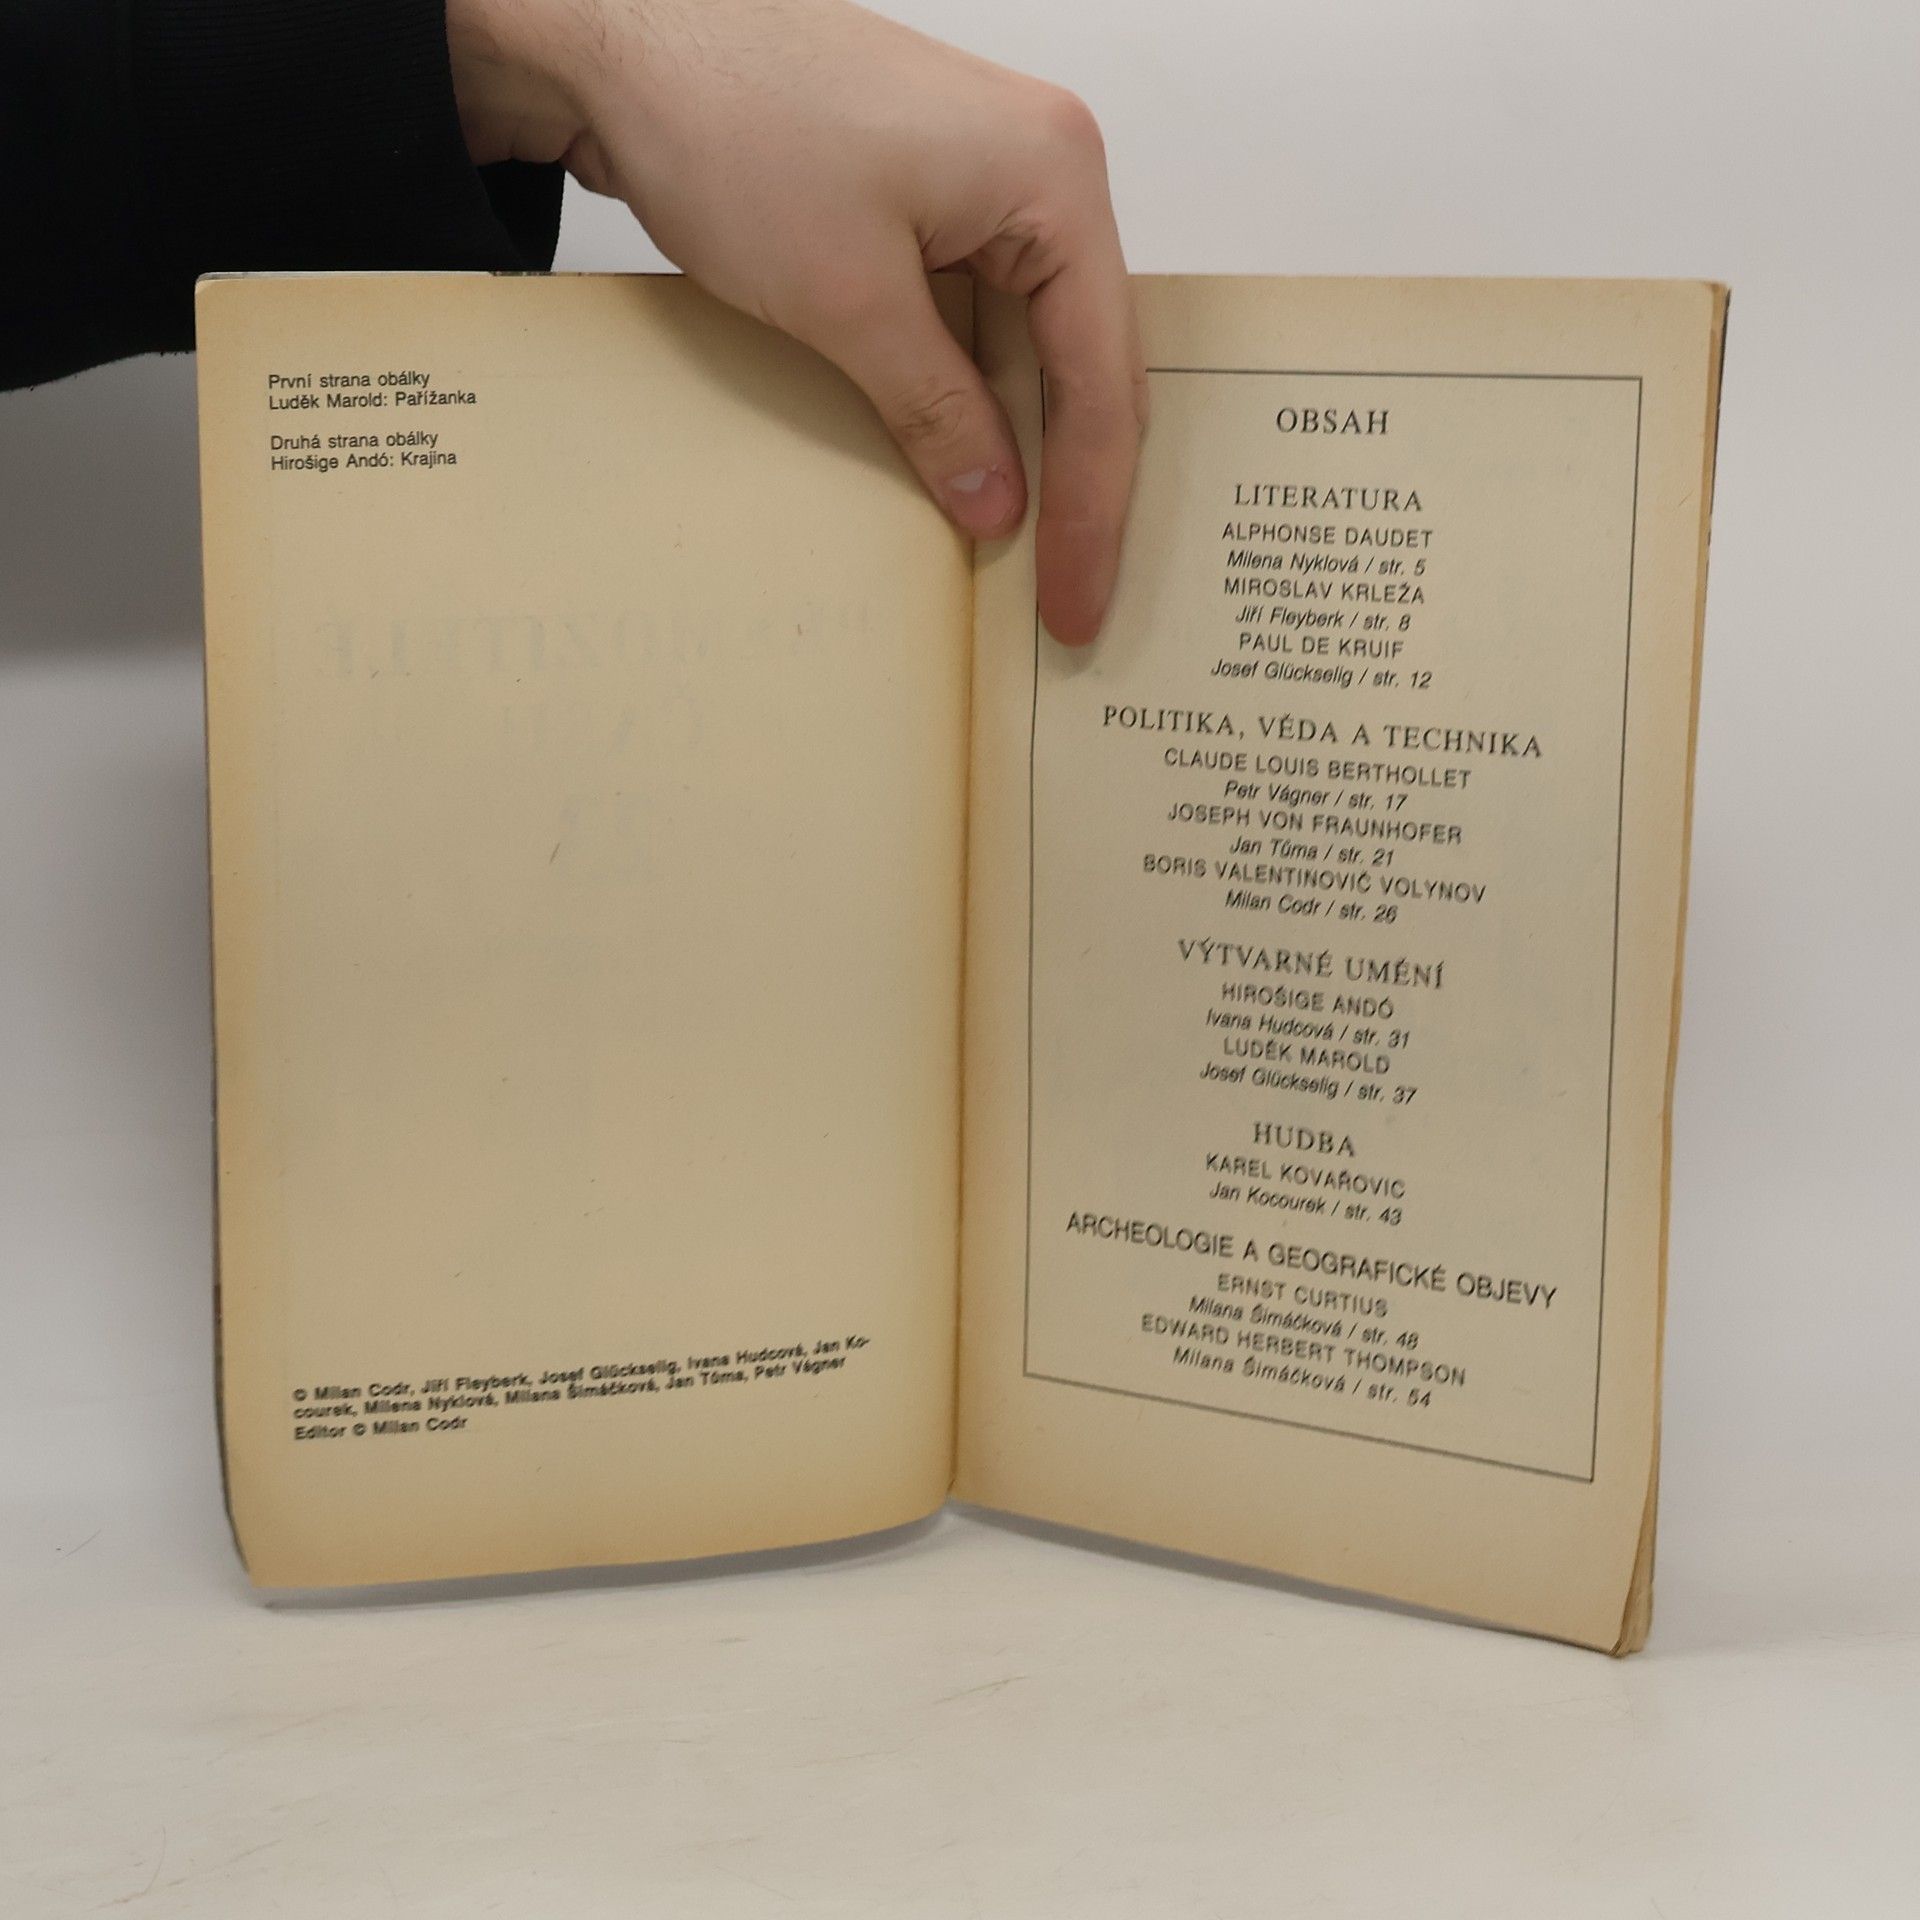 První strana obálky
Luděk Marold: Pařížanka
Druhá strana obálky
Hirošige Andó: Krajina
© Milan Codr, Jiří Fleyberk, Josef Glückselig, Ivana Hudcová, Jan Ko-
courek, Milena Nyklová, Milana Šimáčková, Jan Tůma, Petr Vágner
Editor © Milan Codr
OBSAH
LITERATURA
ALPHONSE DAUDET
Milena Nyklová / str. 5
MIROSLAV KRLEŽA
Jiří Fleyberk / str. 8
PAUL DE KRUIF
Josef Glückselig / str. 12
POLITIKA, VĚDA A TECHNIKA
CLAUDE LOUIS BERTHOLLET
Petr Vágner / str. 17
JOSEPH VON FRAUNHOFER
Jan Tůma / str. 21
BORIS VALENTINOVIČ VOLYNOV
Milan Codr / str. 26
VÝTVARNÉ UMĚNÍ
HIROŠIGE ANDÓ
Ivana Hudcová / str. 31
LUDĚK MAROLD
Josef Glückselig / str. 37
HUDBA
KAREL KOVAŘOVIC
Jan Kocourek / str. 43
ARCHEOLOGIE A GEOGRAFICKÉ OBJEVY
ERNST CURTIUS
Milana Šimáčková / str. 48
EDWARD HERBERT THOMPSON
Milana Šimáčková / str. 54